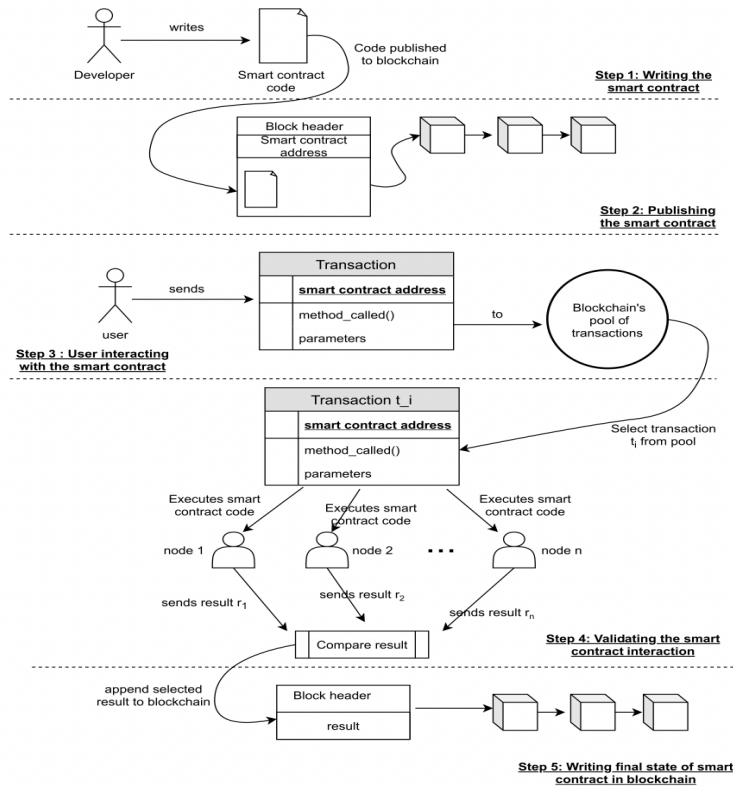 writes
Developer
Smart contract
code
Code published
to blockchain
Step 1: Writing the
smart contract
Block header
Smart contract
address
Step 2: Publishing
the smart contract
user
sends
Transaction
smart contract address
method_called()
parameters
to
Blockchain's
pool of
transactions
Step 3 : User interacting
with the smart contract
Transaction t_i
smart contract address
method_called()
parameters
Select transaction
ti from pool
Executes smart
contract code
Executes smart
contract code
Executes smart
contract code
node 1
node 2
...
node n
sends result r1
sends result r2
sends result rn
Compare result
Step 4: Validating the smart
contract interaction
append selected
result to blockchain
Block header
result
Step 5: Writing final state of smart
contract in blockchain